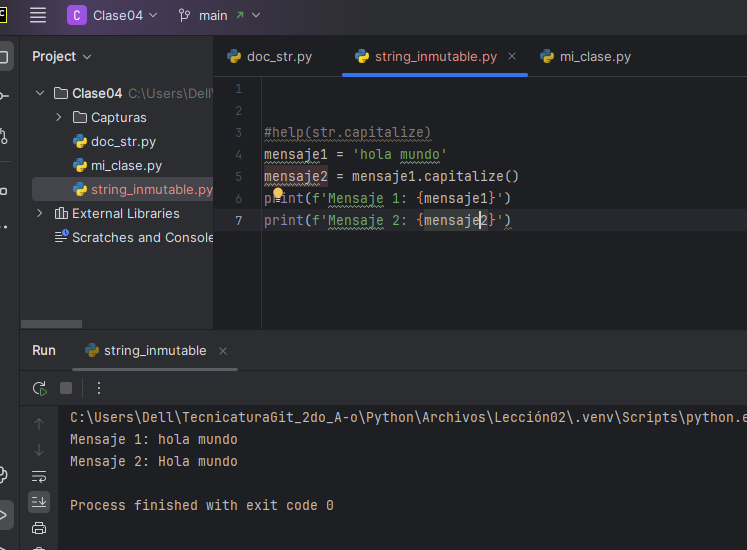 C Clase04 main
Project
doc_str.py string_inmutable.py mi_clase.py
Clase04 C:\Users\Dell\
Capturas
doc_str.py
mi_clase.py
string_inmutable.py
External Libraries
Scratches and Console
1
2
3 #help(str.capitalize)
4 mensaje1 = 'hola mundo'
5 mensaje2 = mensaje1.capitalize()
6 print(f'Mensaje 1: {mensaje1}')
7 print(f'Mensaje 2: {mensaje2}')
Run string_inmutable
C:\Users\Dell\TecnicaturaGit_2do_A-o\Python\Archivos\Lección02\.venv\Scripts\python.e
Mensaje 1: hola mundo
Mensaje 2: Hola mundo
Process finished with exit code 0